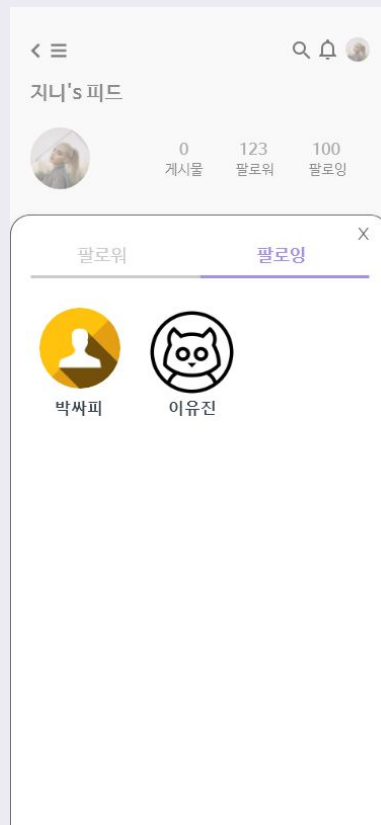 지니's 피드
0 123 100
게시물 팔로워 팔로잉
X
팔로워 팔로잉
박싸피 이유진